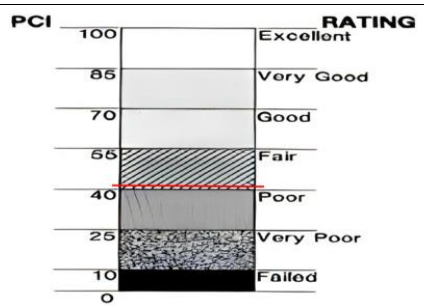 PCI RATING
100 Excellent
85 Very Good
70 Good
55 Fair
40 Poor
25 Very Poor
10 Failed
0